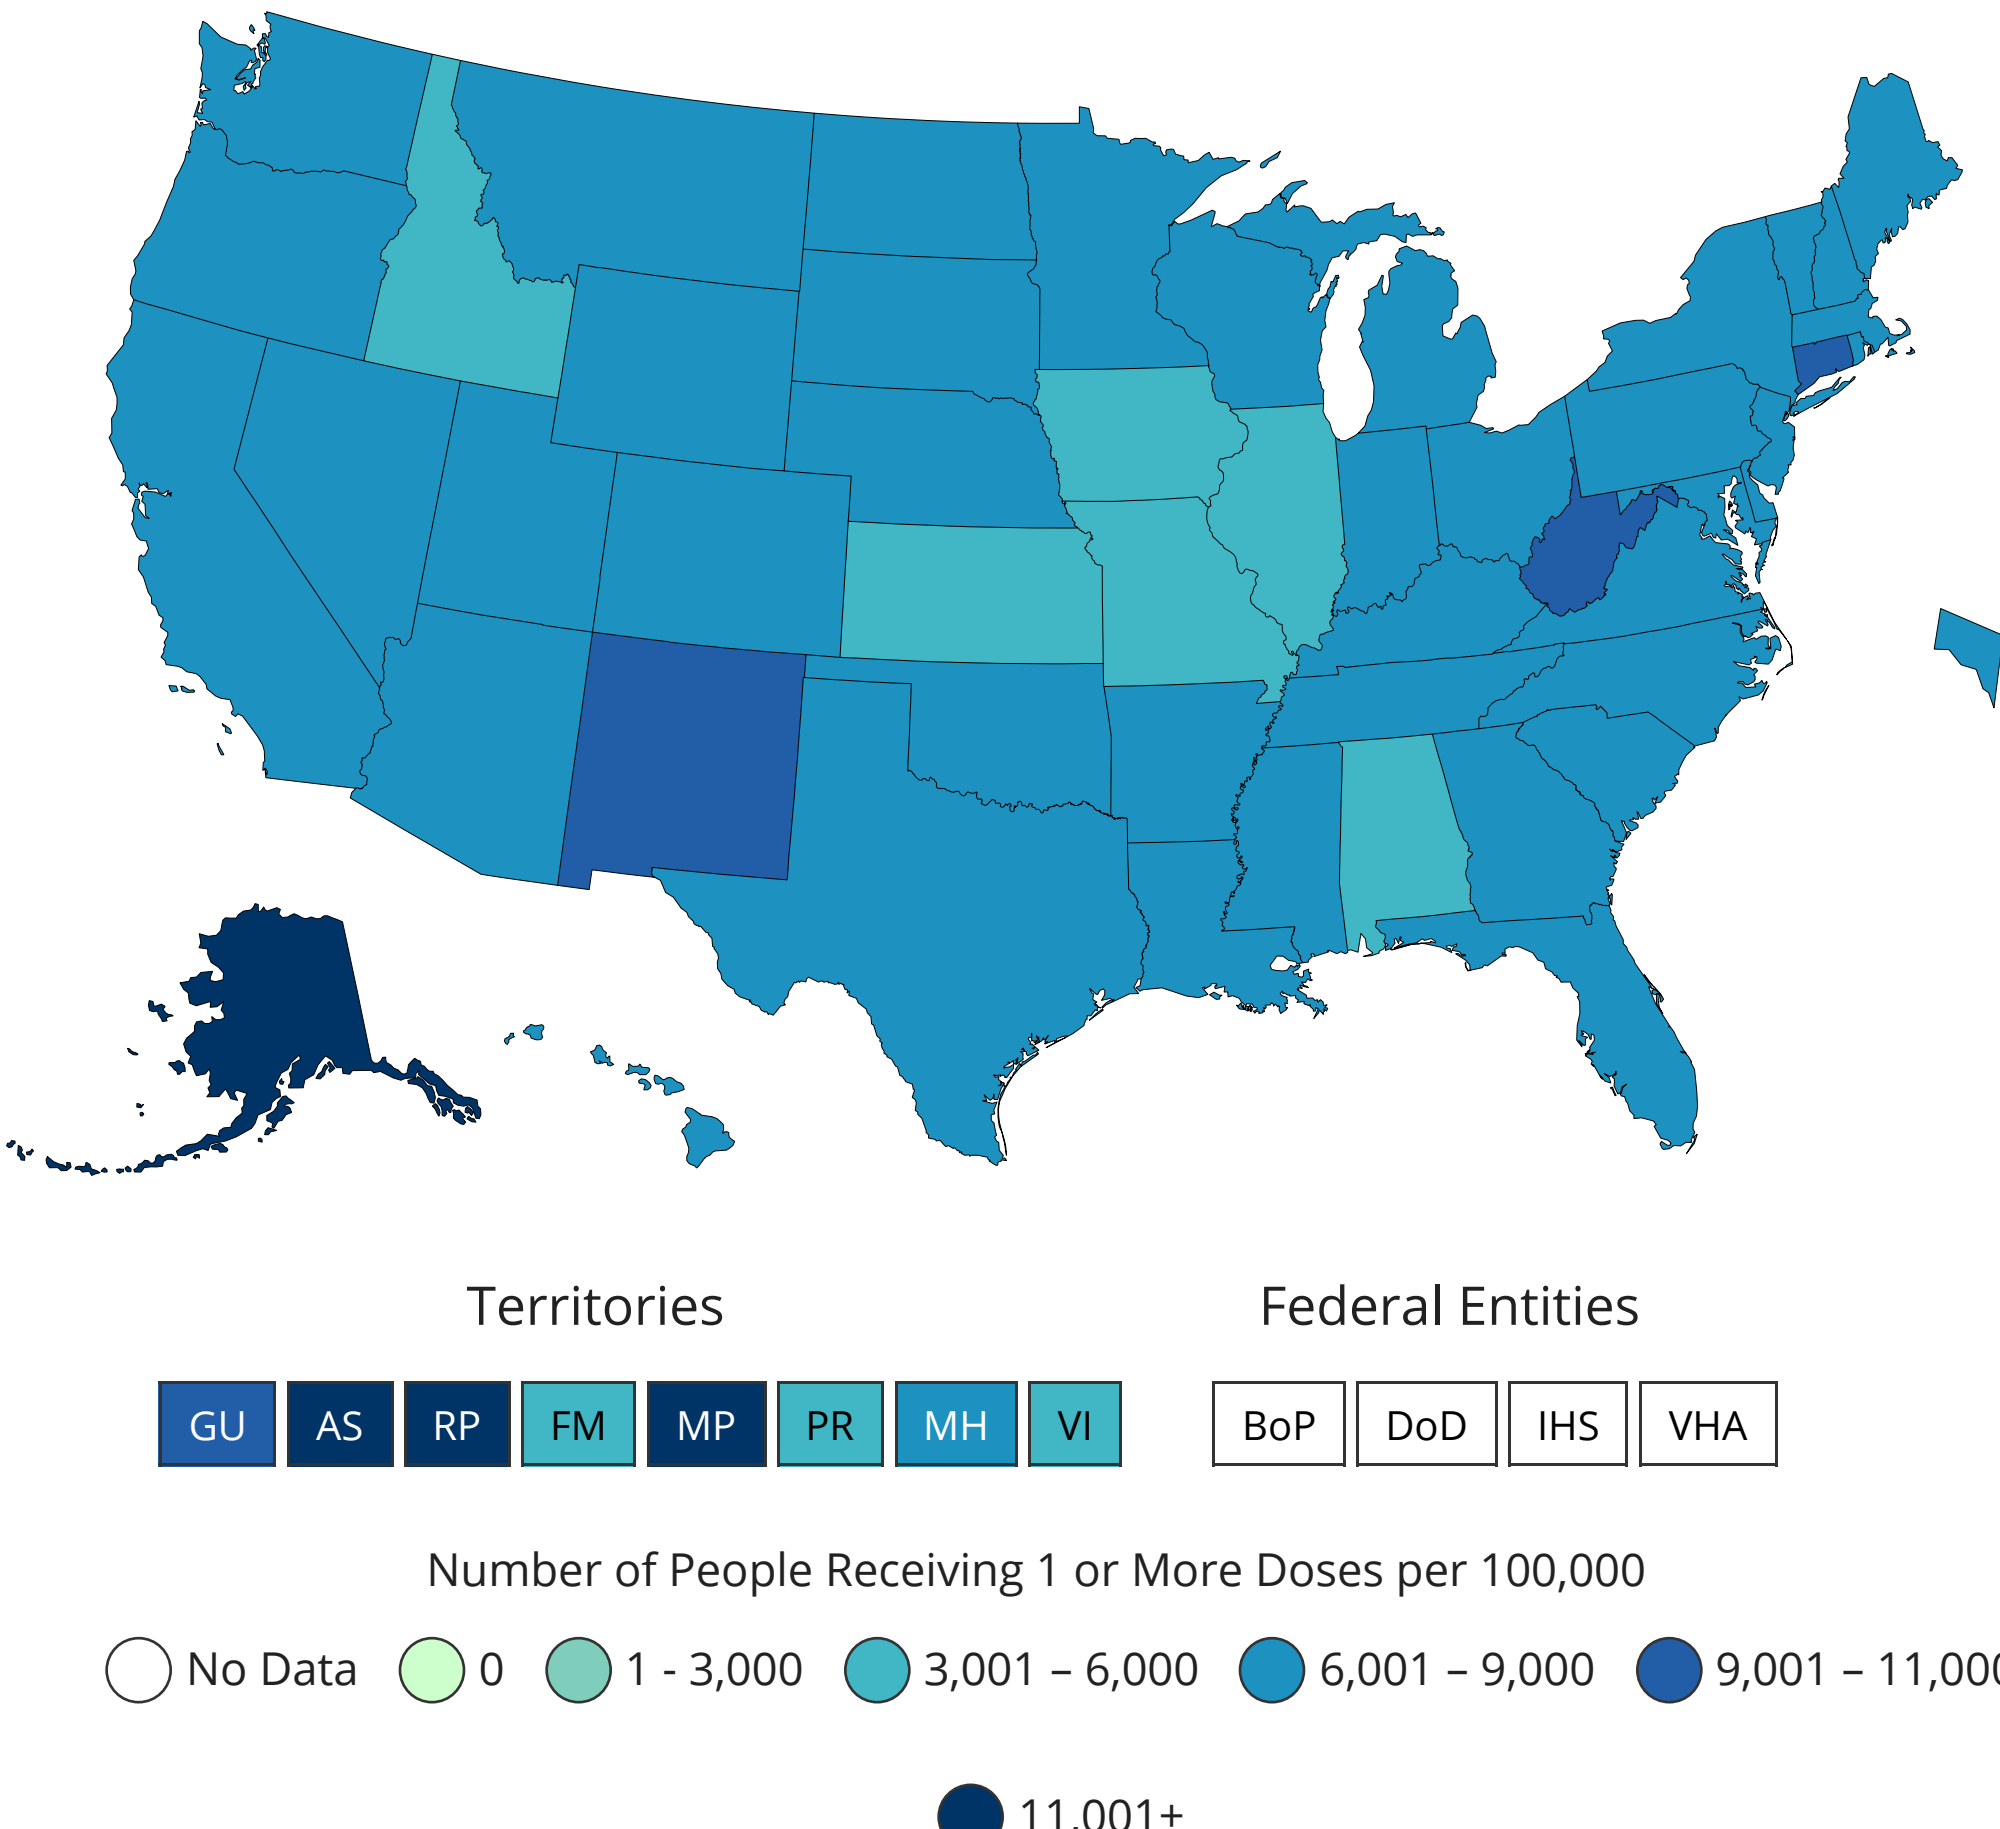 Territories Federal Entities
GU AS RP FM MP PR MH VI BoP DoD IHS VHA
Number of People Receiving 1 or More Doses per 100,000
No Data 0 1 - 3,000 3,001 – 6,000 6,001 – 9,000 9,001 – 11,000
11,001+